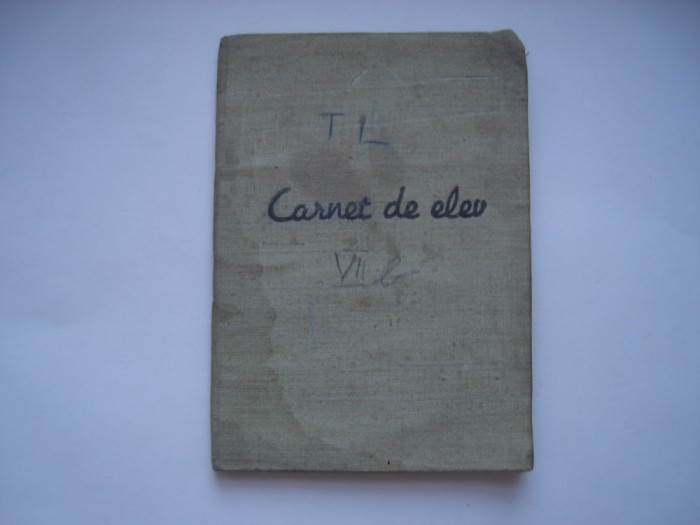 T L
Carnet de elev
VII b